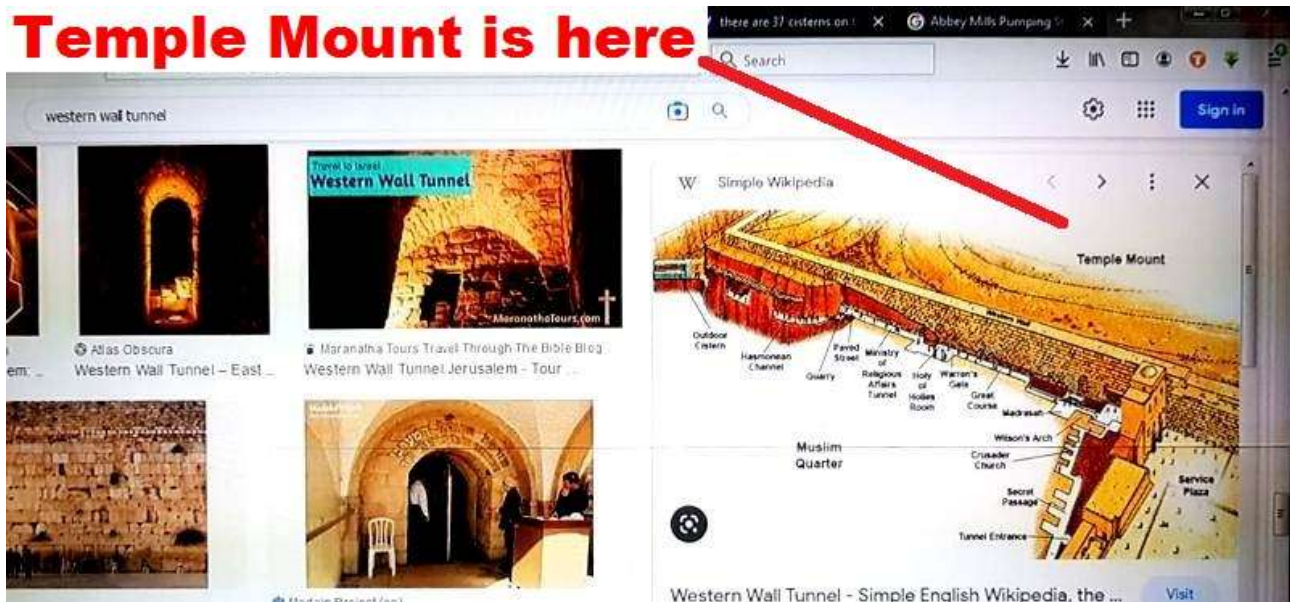 Temple Mount is here
there are 37 cisterns on t
Abbey Mills Pumping S
Search
western wall tunnel
Sign in
Travel to Israel
Western Wall Tunnel
MaranathaTours.com
W Simple Wikipedia
Temple Mount
Western Wall
Outdoor
Cistern
Hasmonean
Channel
Quarry
Paved
Street
Ministry
of
Religious
Affairs
Tunnel
Holy
of
Holies
Room
Warren's
Gate
Great
Course
Madrasah
Wilson's Arch
Crusader
Church
Muslim
Quarter
Secret
Passage
Service
Plaza
Tunnel Entrance
Atlas Obscura
Western Wall Tunnel – East ...
Maranatha Tours Travel Through The Bible Blog
Western Wall Tunnel Jerusalem - Tour ...
em: ...
Western Wall Tunnel - Simple English Wikipedia, the ...
Visit